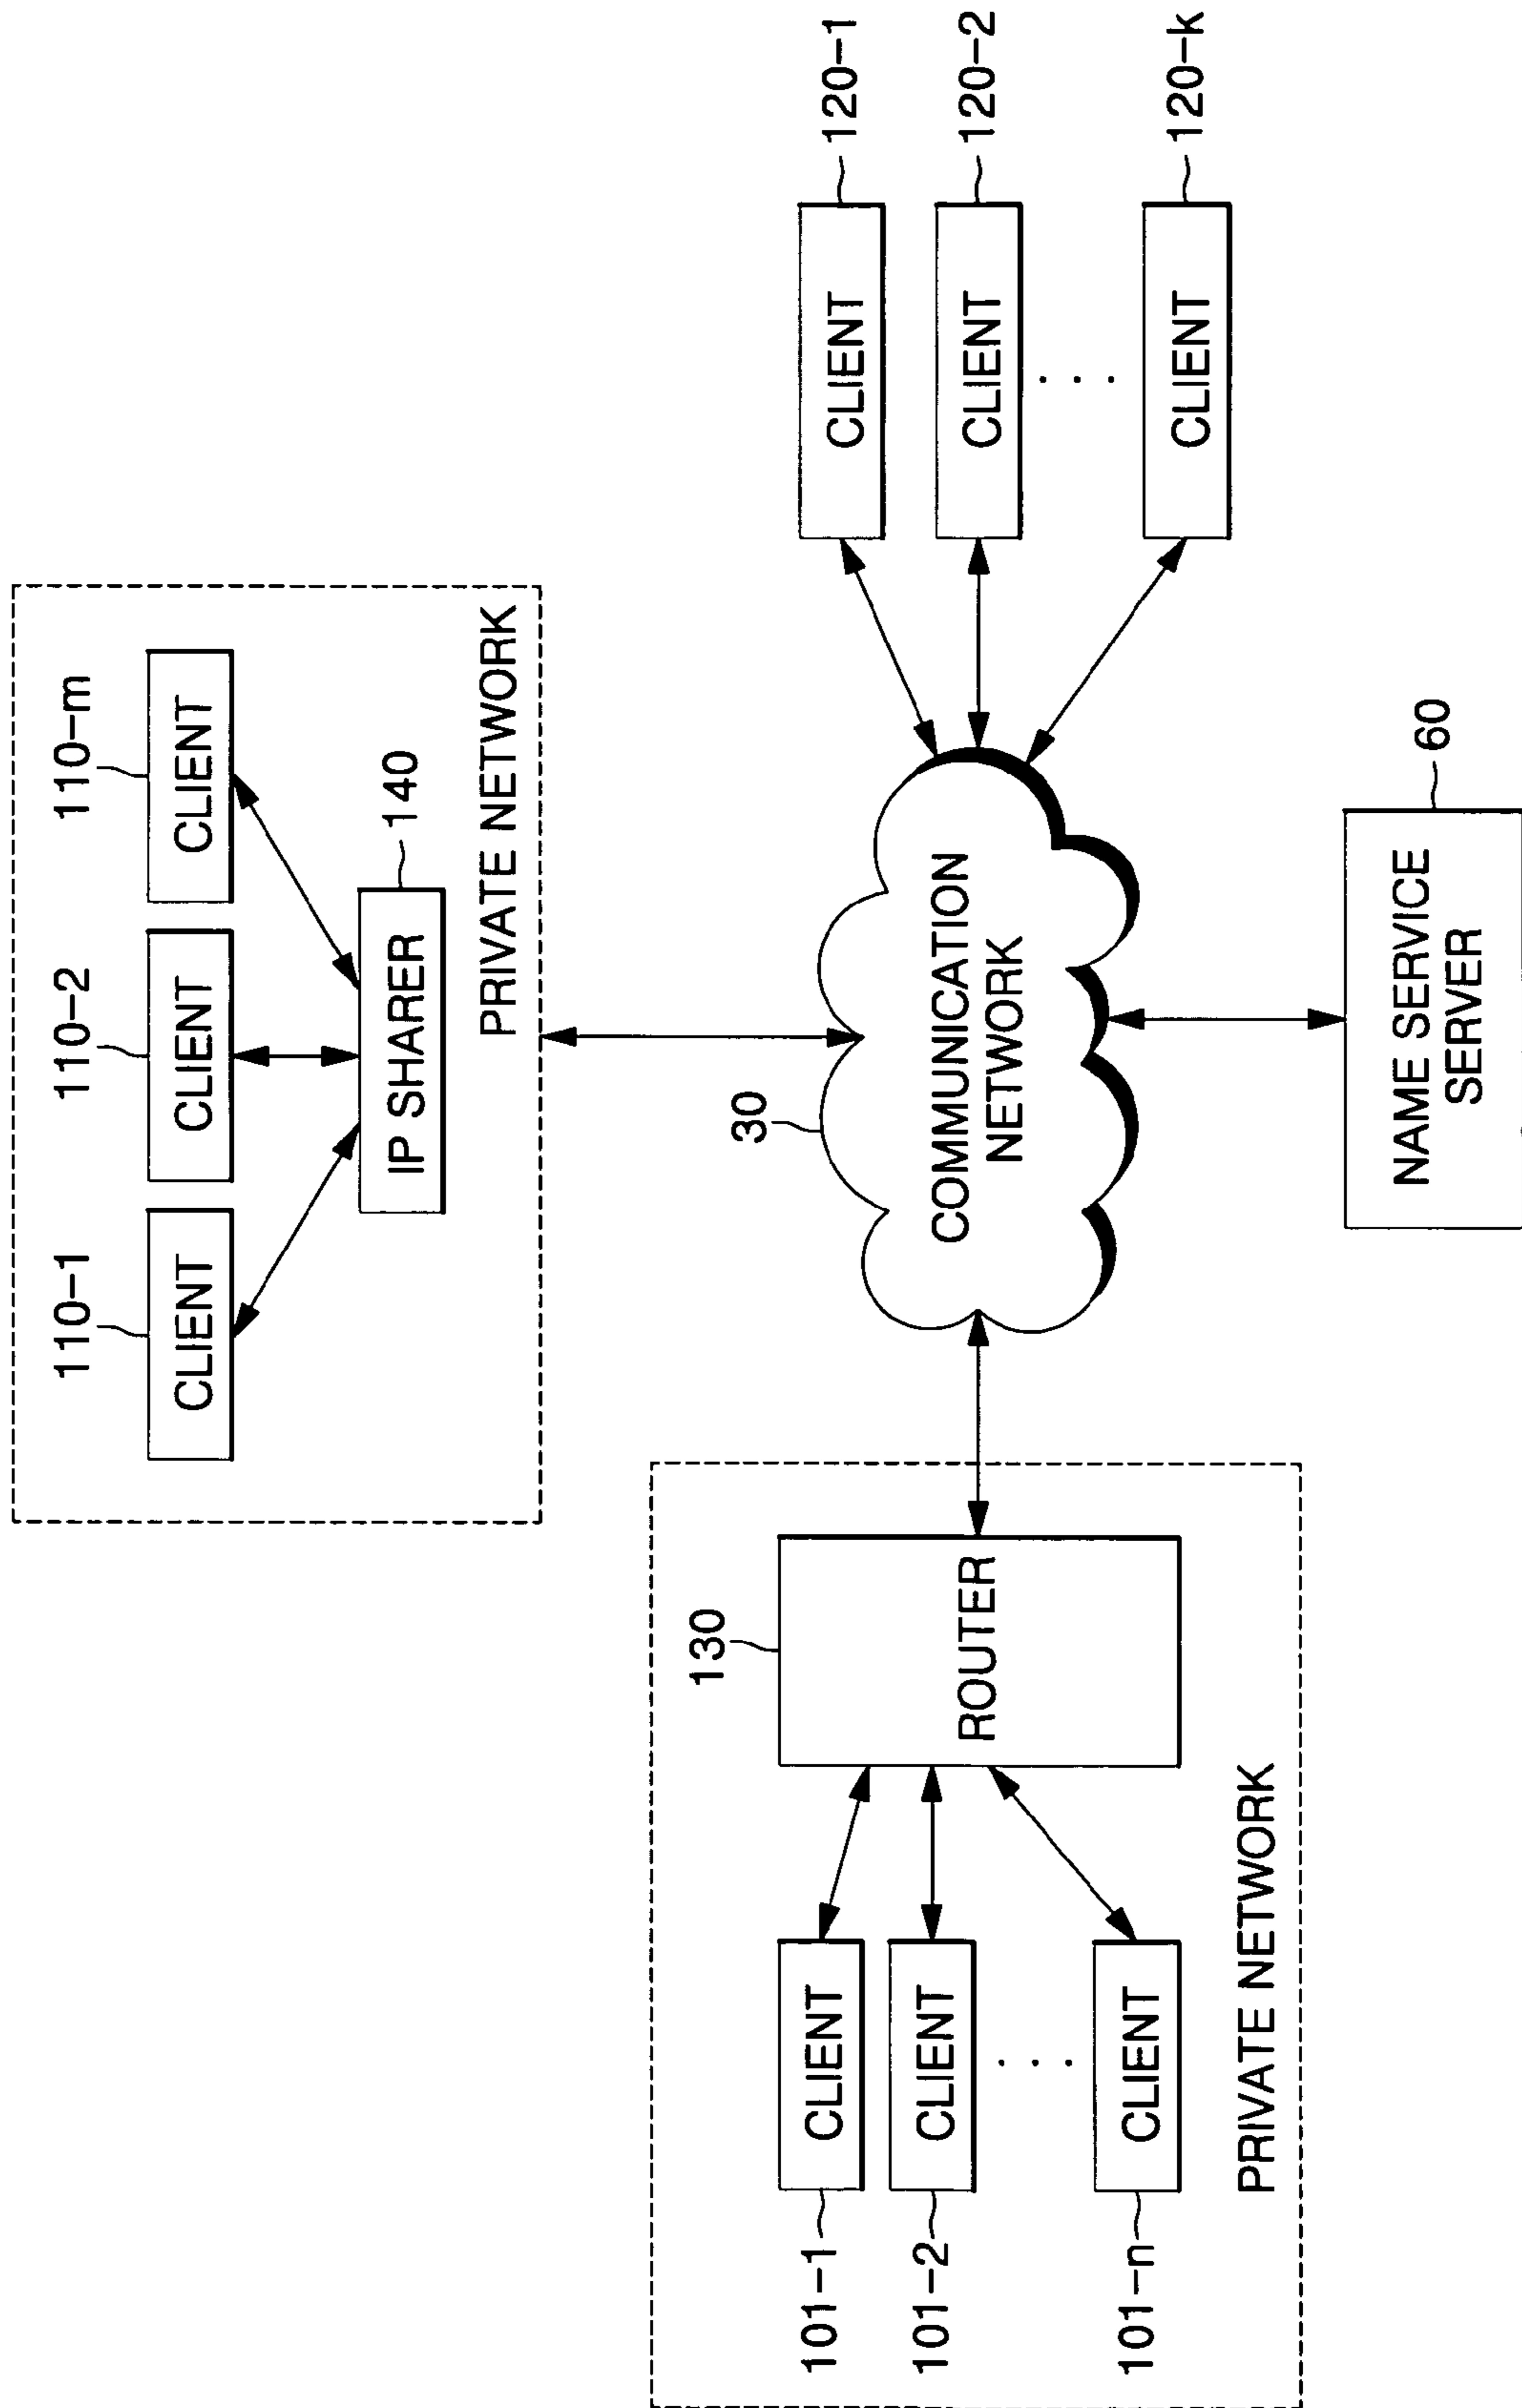 110-1
110-2
110-m
CLIENT
CLIENT
CLIENT
IP SHARER
140
PRIVATE NETWORK
101-1
CLIENT
101-2
CLIENT
. . .
101-n
CLIENT
130
ROUTER
PRIVATE NETWORK
30
COMMUNICATION
NETWORK
CLIENT
120-1
CLIENT
120-2
. . .
CLIENT
120-k
NAME SERVICE
SERVER
60